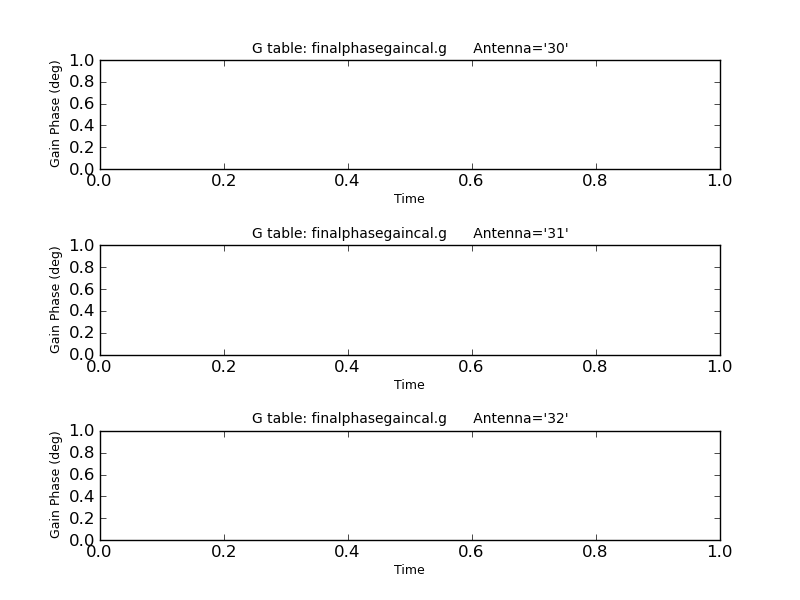 G table: finalphasegaincal.g Antenna='30'
Gain Phase (deg)
1.0
0.8
0.6
0.4
0.2
0.0
0.0 0.2 0.4 0.6 0.8 1.0
Time
G table: finalphasegaincal.g Antenna='31'
Gain Phase (deg)
1.0
0.8
0.6
0.4
0.2
0.0
0.0 0.2 0.4 0.6 0.8 1.0
Time
G table: finalphasegaincal.g Antenna='32'
Gain Phase (deg)
1.0
0.8
0.6
0.4
0.2
0.0
0.0 0.2 0.4 0.6 0.8 1.0
Time